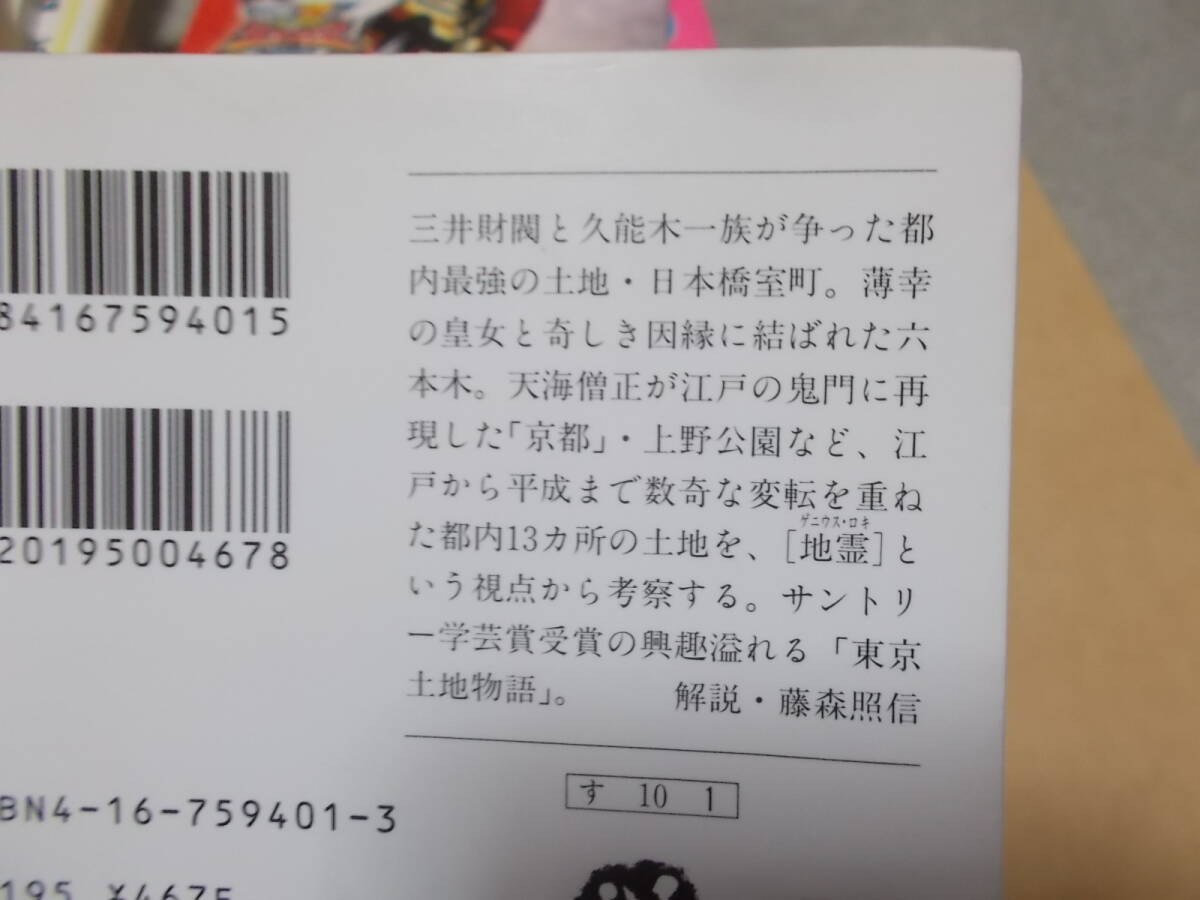 三井財閥と久能木一族が争った都
内最強の土地・日本橋室町。薄幸
の皇女と奇しき因縁に結ばれた六
本木。天海僧正が江戸の鬼門に再
現した「京都」・上野公園など、江
戸から平成まで数奇な変転を重ね
ゲニウス・ロキ
た都内13カ所の土地を、[地霊]と
いう視点から考察する。サントリ
ー学芸賞受賞の興趣溢れる「東京
土地物語」。 解説・藤森照信
84167594015
20195004678
BN4-16-759401-3
195 ¥467E
す 10 1